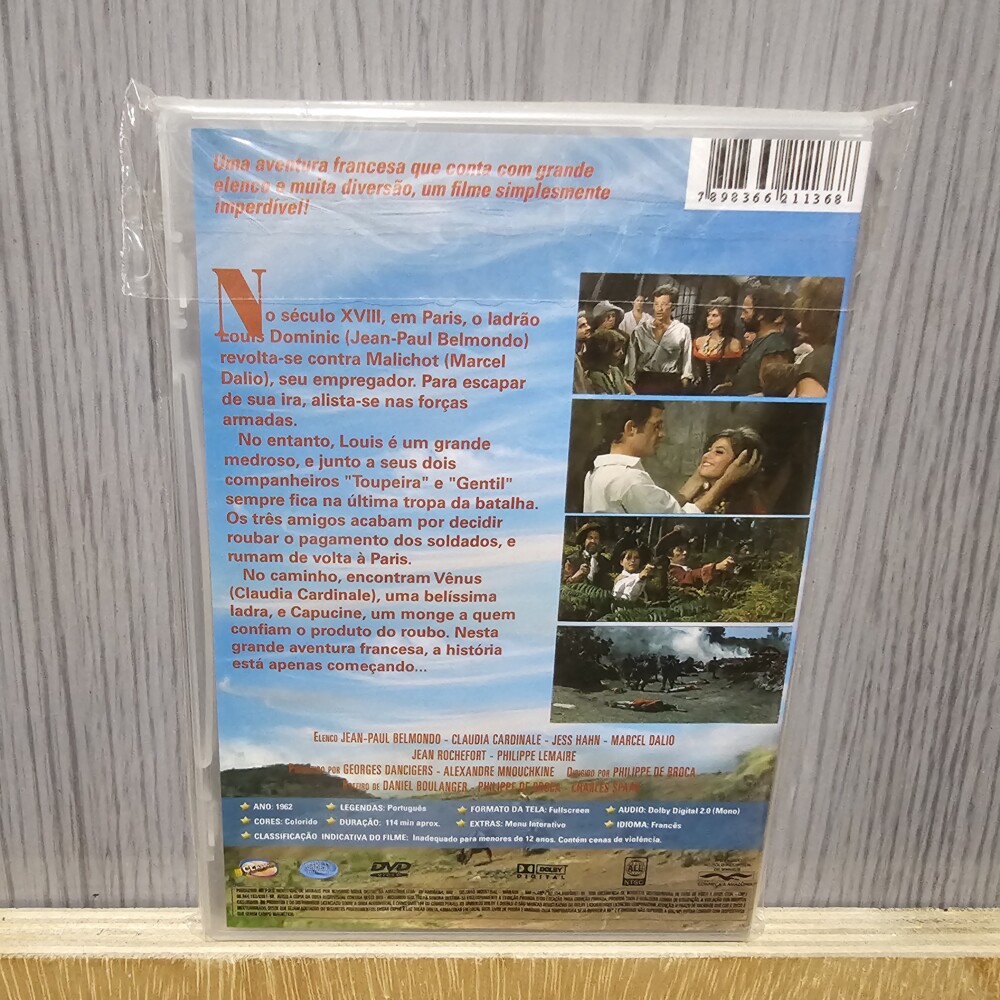 Uma aventura francesa que conta com grande
elenco e muita diversão, um filme simplesmente
imperdível!
7 898366 211368
No século XVIII, em Paris, o ladrão
Louis Dominic (Jean-Paul Belmondo)
revolta-se contra Malichot (Marcel
Dalio), seu empregador. Para escapar
de sua ira, alista-se nas forças
armadas.
No entanto, Louis é um grande
medroso, e junto a seus dois
companheiros "Toupeira" e "Gentil"
sempre fica na última tropa da batalha.
Os três amigos acabam por decidir
roubar o pagamento dos soldados, e
rumam de volta à Paris.
No caminho, encontram Vênus
(Claudia Cardinale), uma belíssima
ladra, e Capucine, um monge a quem
confiam o produto do roubo. Nesta
grande aventura francesa, a história
está apenas começando...
ELENCO JEAN-PAUL BELMONDO - CLAUDIA CARDINALE - JESS HAHN - MARCEL DALIO
JEAN ROCHEFORT - PHILIPPE LEMAIRE
POR GEORGES DANCIGERS - ALEXANDRE MNOUCHKINE DIRIGIDO POR PHILIPPE DE BROCA
DE DANIEL BOULANGER - PHILIPPE DE BROCA - CHARLES SPAAK
ANO: 1962 LEGENDAS: Português FORMATO DA TELA: Fullscreen AUDIO: Dolby Digital 2.0 (Mono)
CORES: Colorido DURAÇÃO: 114 min aprox. EXTRAS: Menu Interativo IDIOMA: Francês
CLASSIFICAÇÃO INDICATIVA DO FILME: Inadequado para menores de 12 anos. Contém cenas de violência.
DVD VIDEO DOLBY DIGITAL ALL NTSC